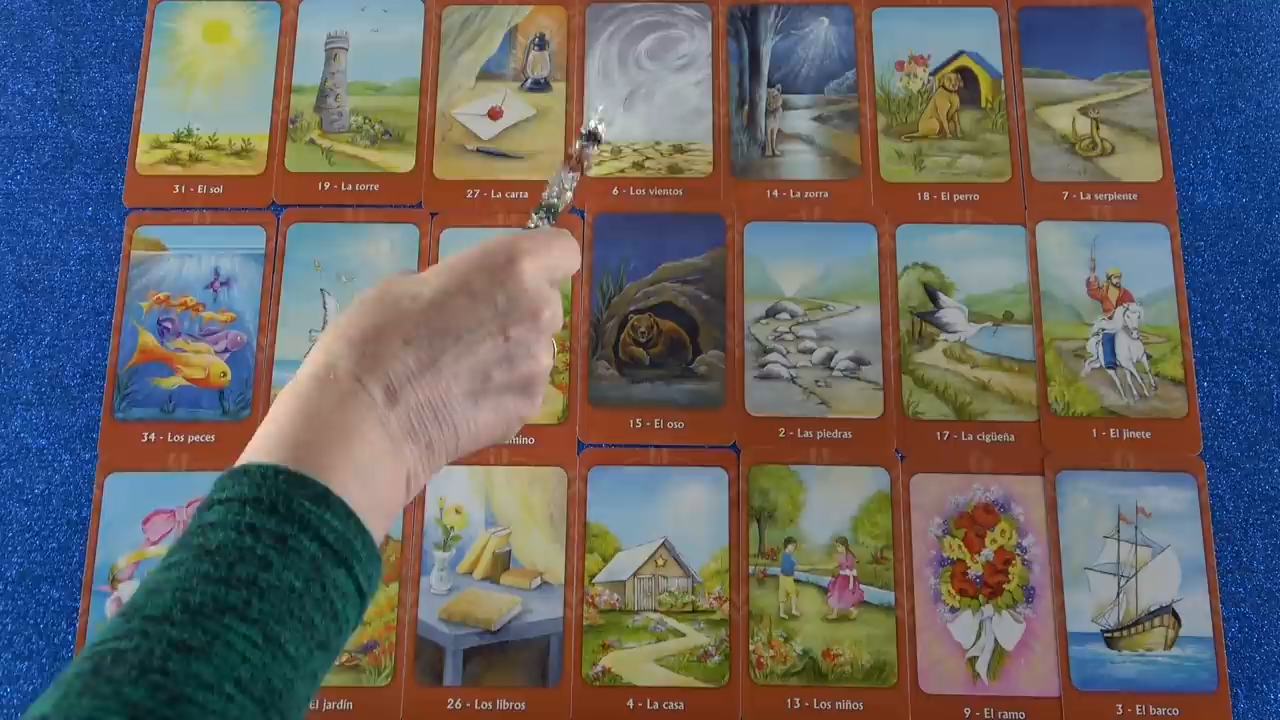 31 - El sol
19 - La torre
27 - La carta
6 - Los vientos
14 - La zorra
18 - El perro
7 - La serpiente
34 - Los peces
15 - El oso
2 - Las piedras
17 - La cigüeña
1 - El jinete
El jardín
26 - Los libros
4 - La casa
13 - Los niños
9 - El ramo
3 - El barco